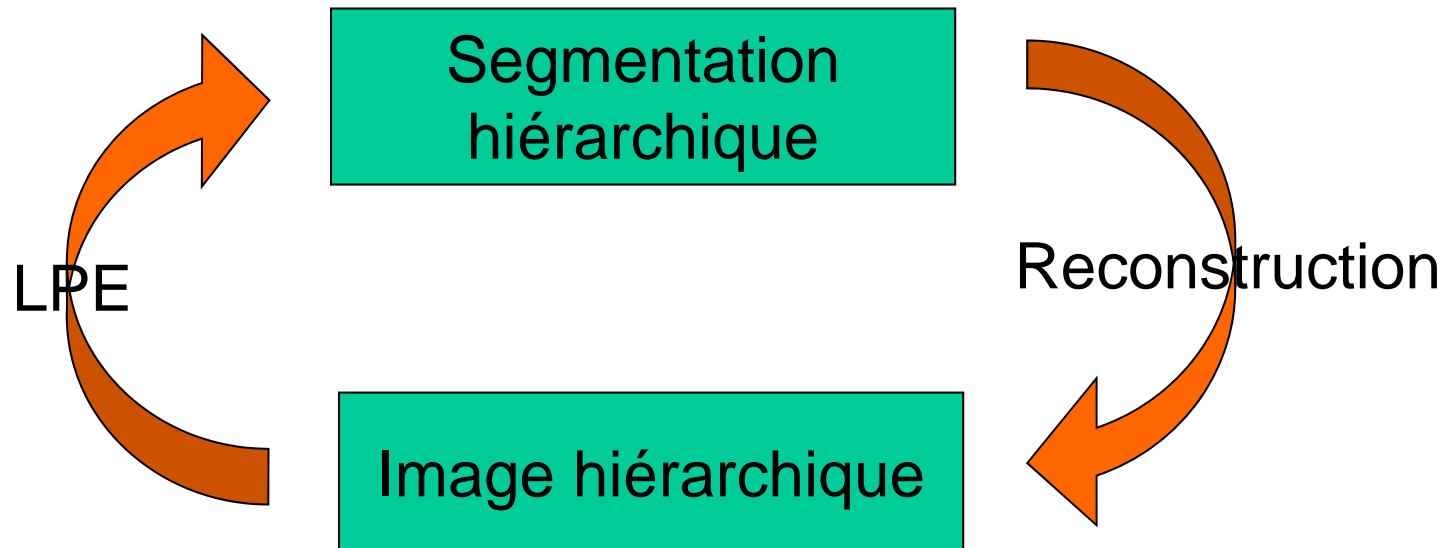 Segmentation
hiérarchique
LPE
Reconstruction
Image hiérarchique